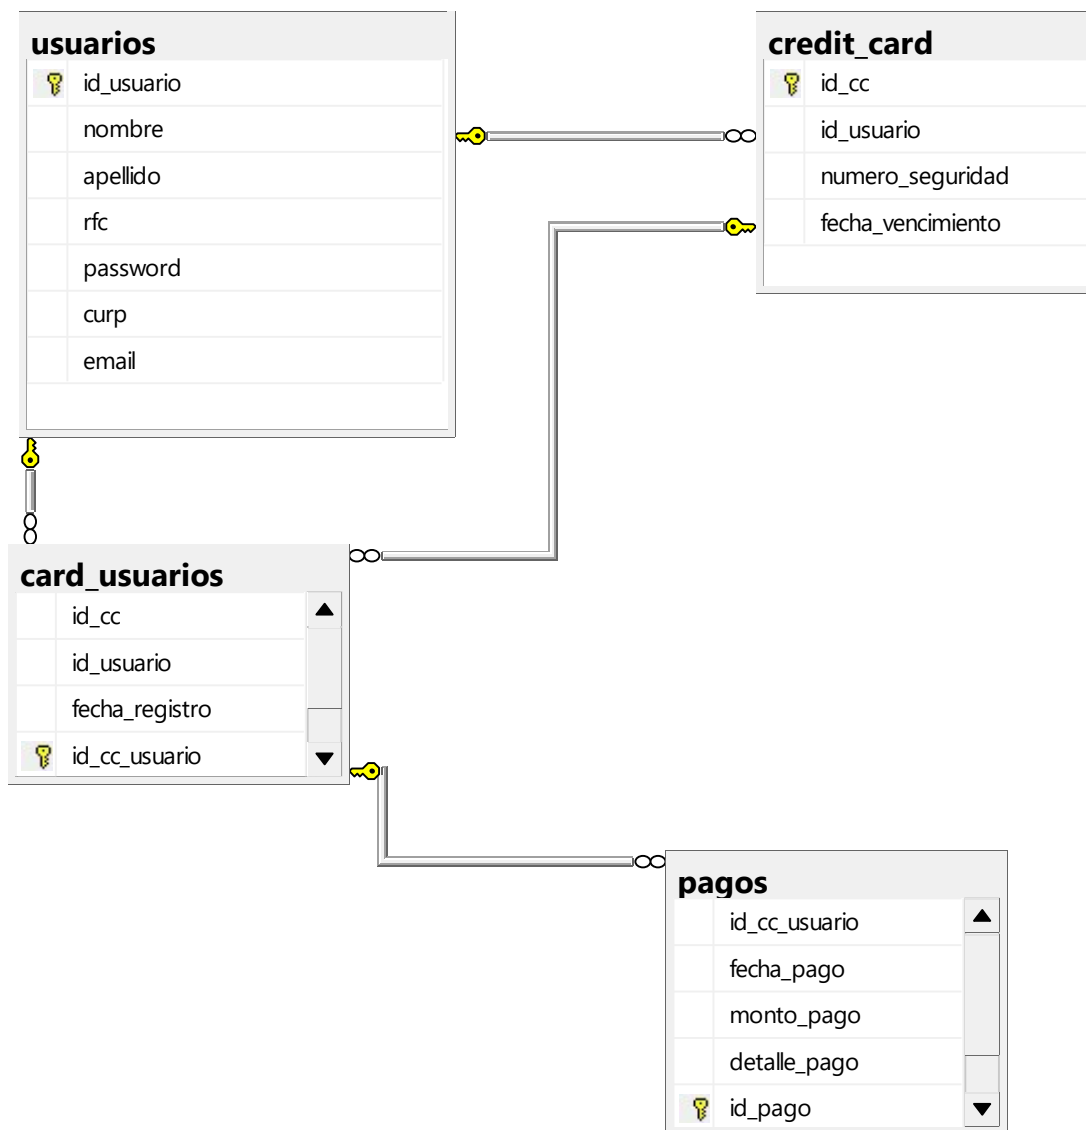 usuarios
id_usuario
nombre
apellido
rfc
password
curp
email
credit_card
id_cc
id_usuario
numero_seguridad
fecha_vencimiento
card_usuarios
id_cc
id_usuario
fecha_registro
id_cc_usuario
pagos
id_cc_usuario
fecha_pago
monto_pago
detalle_pago
id_pago